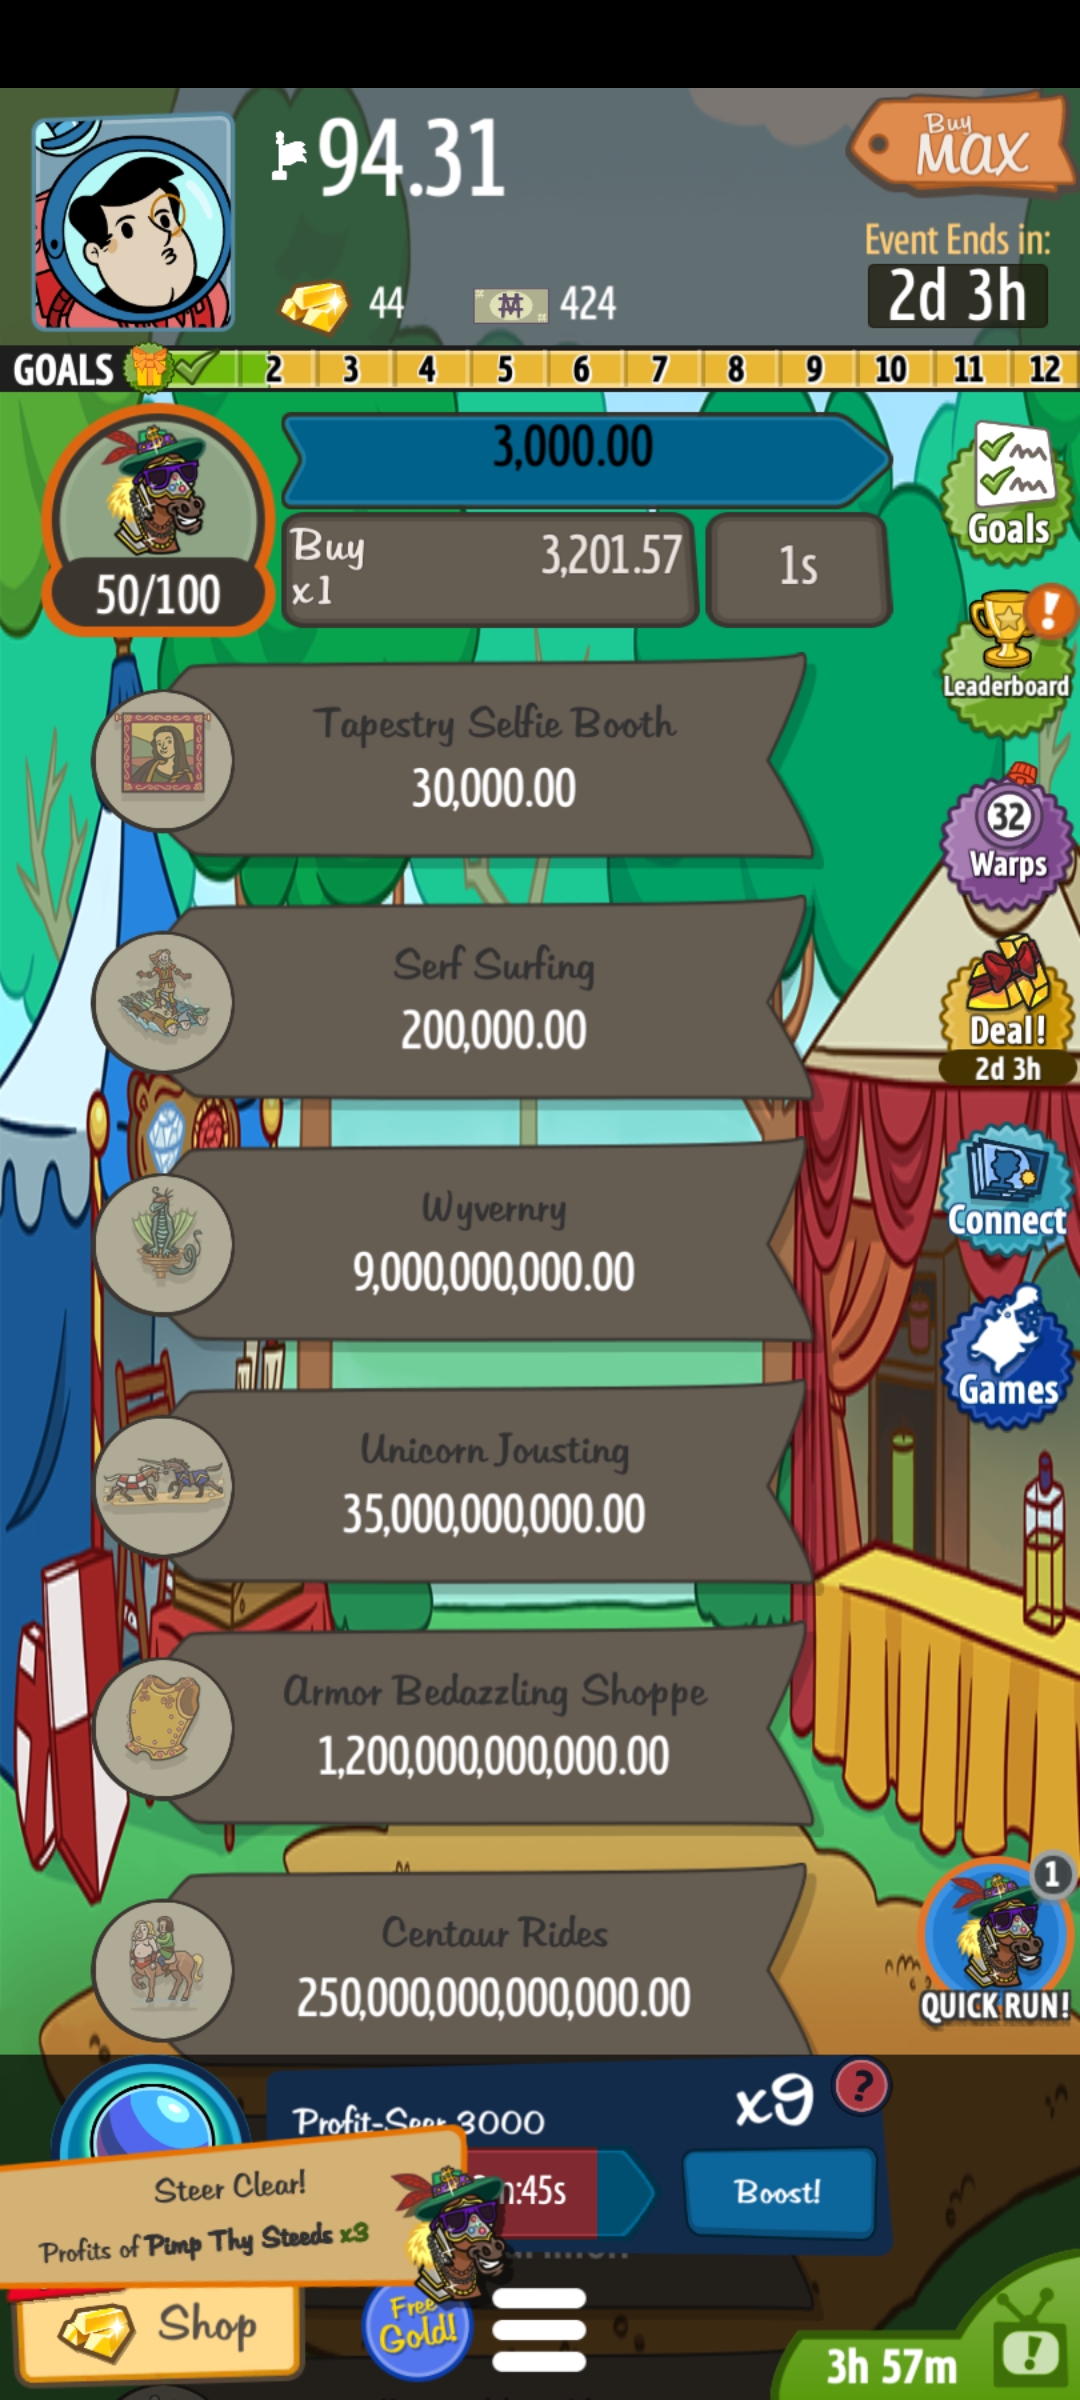 94.31
Buy
MAX
Event Ends in:
2d 3h
44
424
GOALS 2 3 4 5 6 7 8 9 10 11 12
3,000.00
50/100
Buy
x1
3,201.57
1s
Goals
!
Leaderboard
Tapestry Selfie Booth
30,000.00
32
Warps
Serf Surfing
200,000.00
Deal!
2d 3h
Wyvernry
9,000,000,000.00
Connect
Unicorn Jousting
35,000,000,000.00
Games
Armor Bedazzling Shoppe
1,200,000,000,000.00
Centaur Rides
250,000,000,000,000.00
1
QUICK RUN!
Profit-Seer 3000
x9
?
:45s
Boost!
Steer Clear!
Profits of Pimp Thy Steeds x3
Shop
Free
Gold!
3h 57m
!